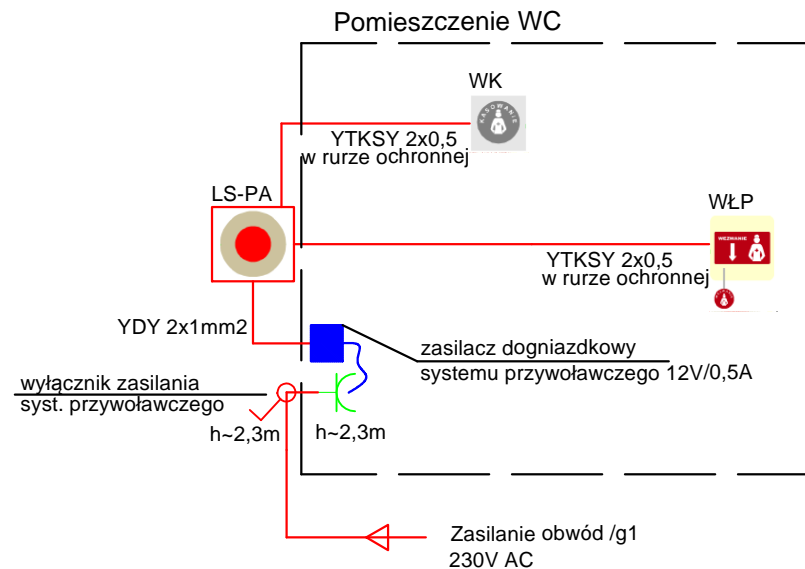 Pomieszczenie WC
WK
KASOWANIE
YTKSY 2x0,5
w rurze ochronnej
LS-PA
WŁP
WEZWANIE
YTKSY 2x0,5
w rurze ochronnej
YDY 2x1mm2
zasilacz dogniazdkowy
systemu przywoławczego 12V/0,5A
wyłącznik zasilania
syst. przywoławczego
h~2,3m
h~2,3m
Zasilanie obwód /g1
230V AC